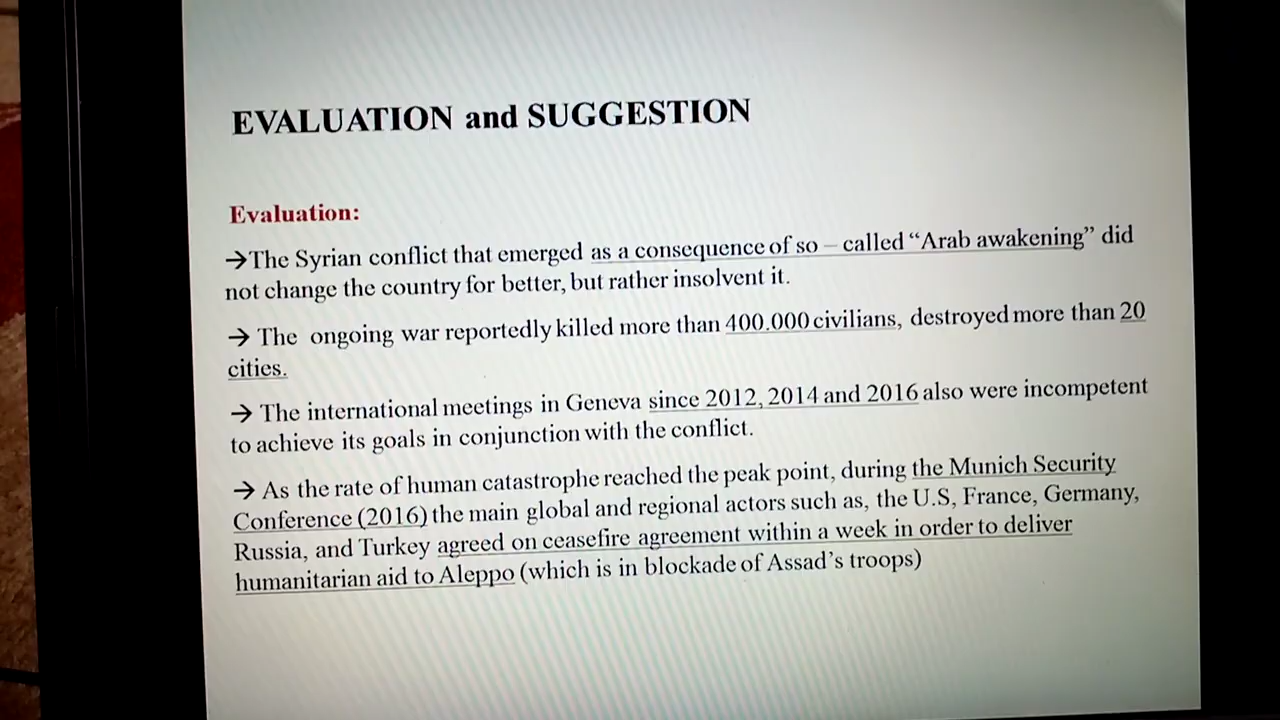 EVALUATION and SUGGESTION
Evaluation:
→The Syrian conflict that emerged as a consequence of so – called “Arab awakening” did
not change the country for better, but rather insolvent it.
→ The ongoing war reportedly killed more than 400.000 civilians, destroyed more than 20
cities.
→ The international meetings in Geneva since 2012, 2014 and 2016 also were incompetent
to achieve its goals in conjunction with the conflict.
→ As the rate of human catastrophe reached the peak point, during the Munich Security
Conference (2016) the main global and regional actors such as, the U.S, France, Germany,
Russia, and Turkey agreed on ceasefire agreement within a week in order to deliver
humanitarian aid to Aleppo (which is in blockade of Assad’s troops)